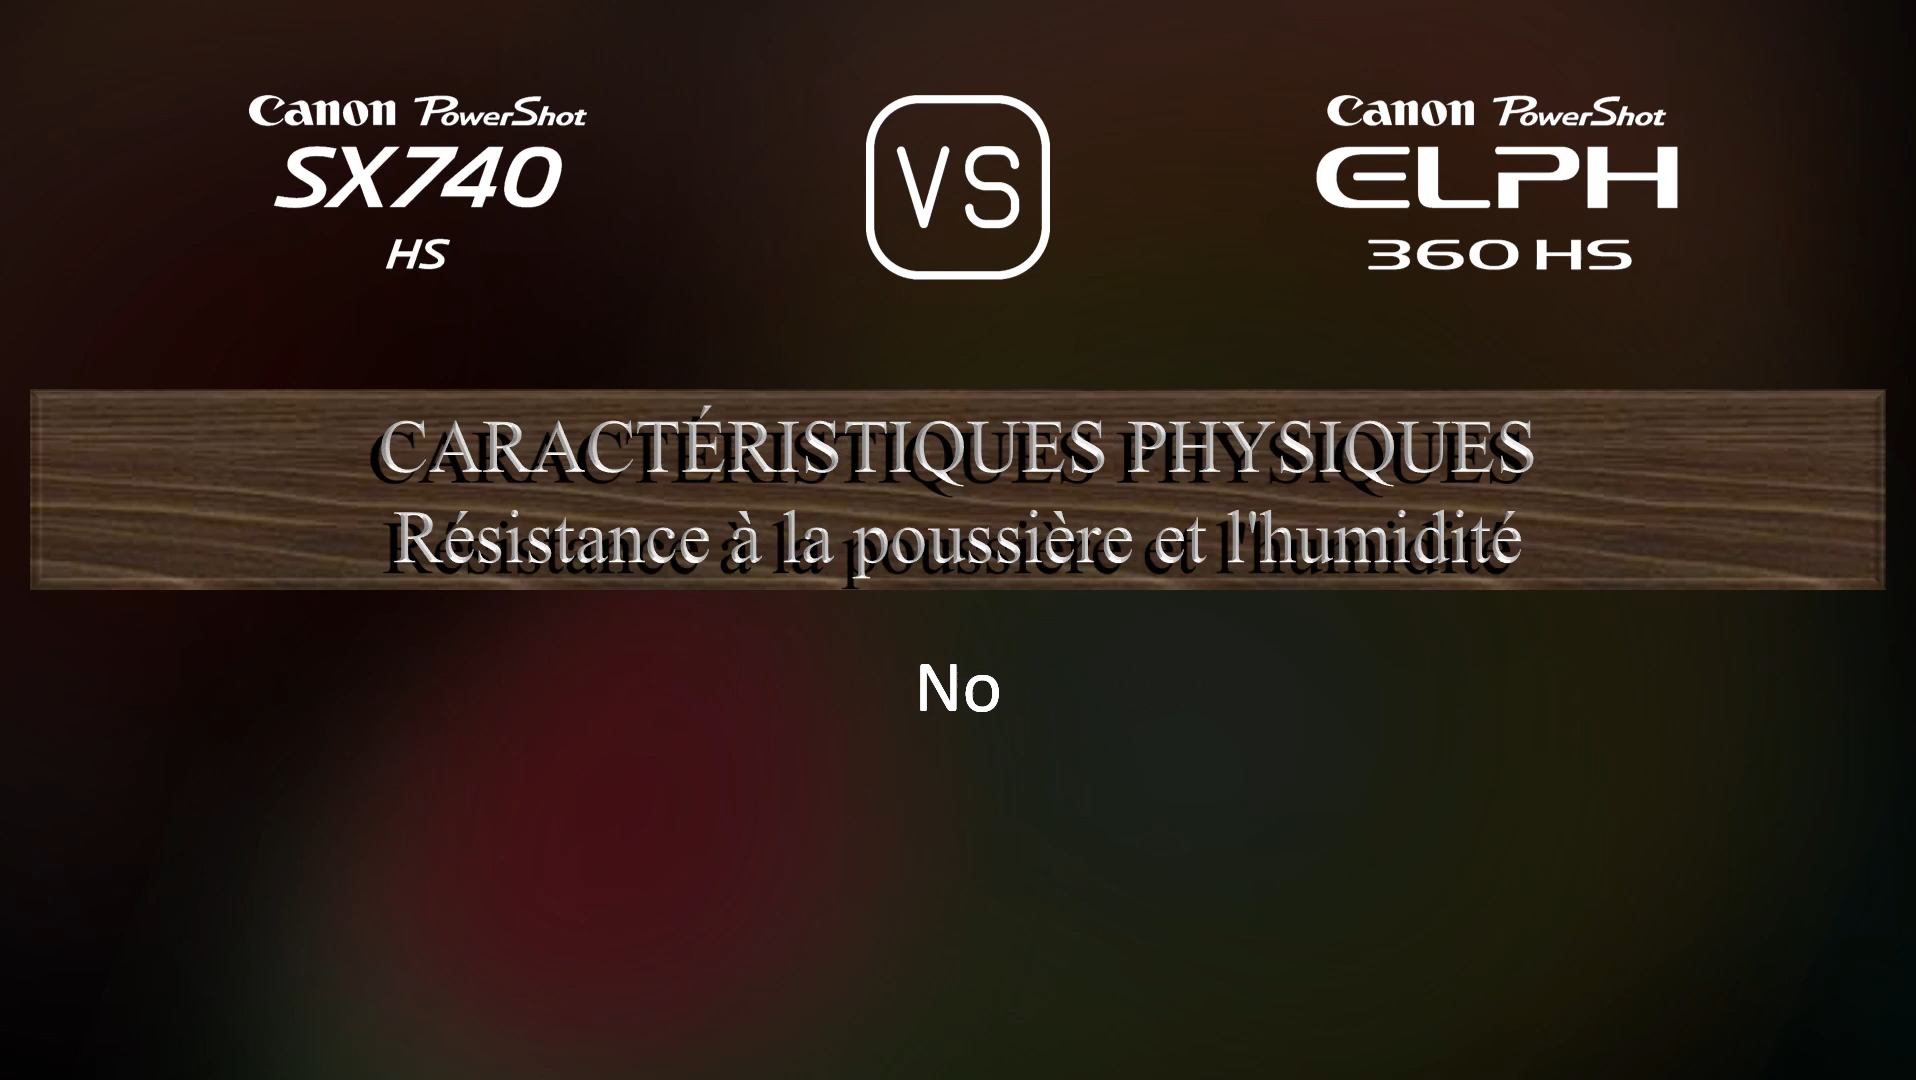 Canon PowerShot
SX740
HS
VS
Canon PowerShot
ELPH
360 HS
CARACTÉRISTIQUES PHYSIQUES
Résistance à la poussière et l'humidité
No